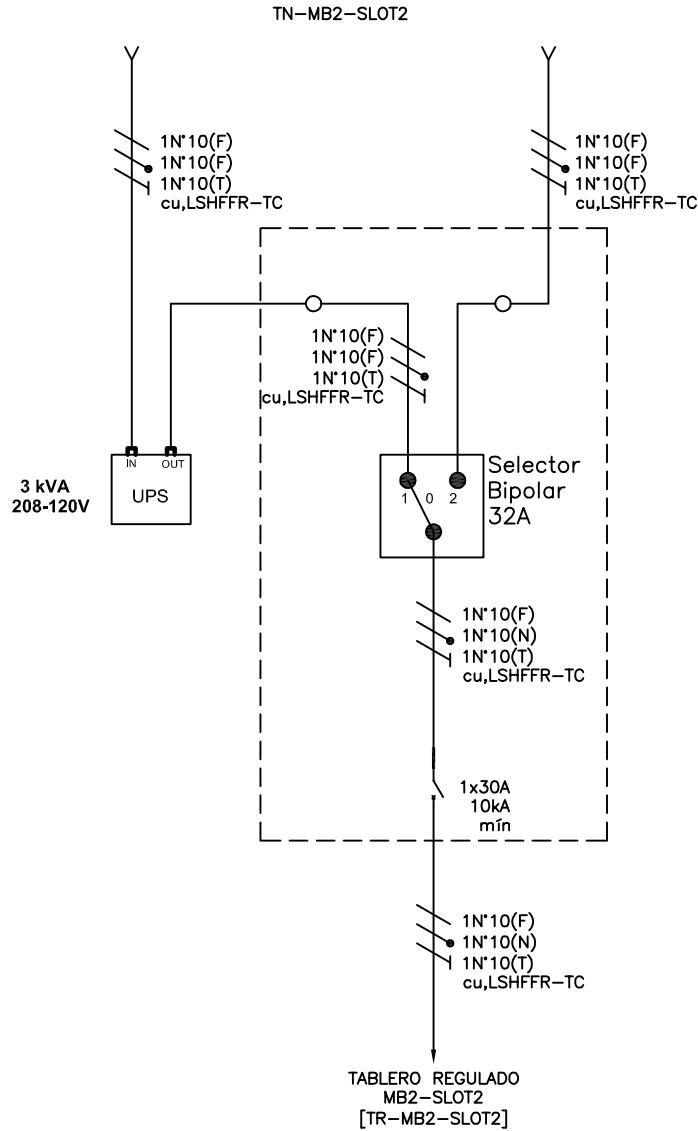 TN-MB2-SLOT2
1N°10(F)
1N°10(F)
1N°10(T)
cu,LSHFFR-TC
1N°10(F)
1N°10(F)
1N°10(T)
cu,LSHFFR-TC
1N°10(F)
1N°10(F)
1N°10(T)
cu,LSHFFR-TC
IN OUT
UPS
3 kVA
208-120V
1 0 2
Selector
Bipolar
32A
1N°10(F)
1N°10(N)
1N°10(T)
cu,LSHFFR-TC
1x30A
10kA
mín
1N°10(F)
1N°10(N)
1N°10(T)
cu,LSHFFR-TC
TABLERO REGULADO
MB2-SLOT2
[TR-MB2-SLOT2]